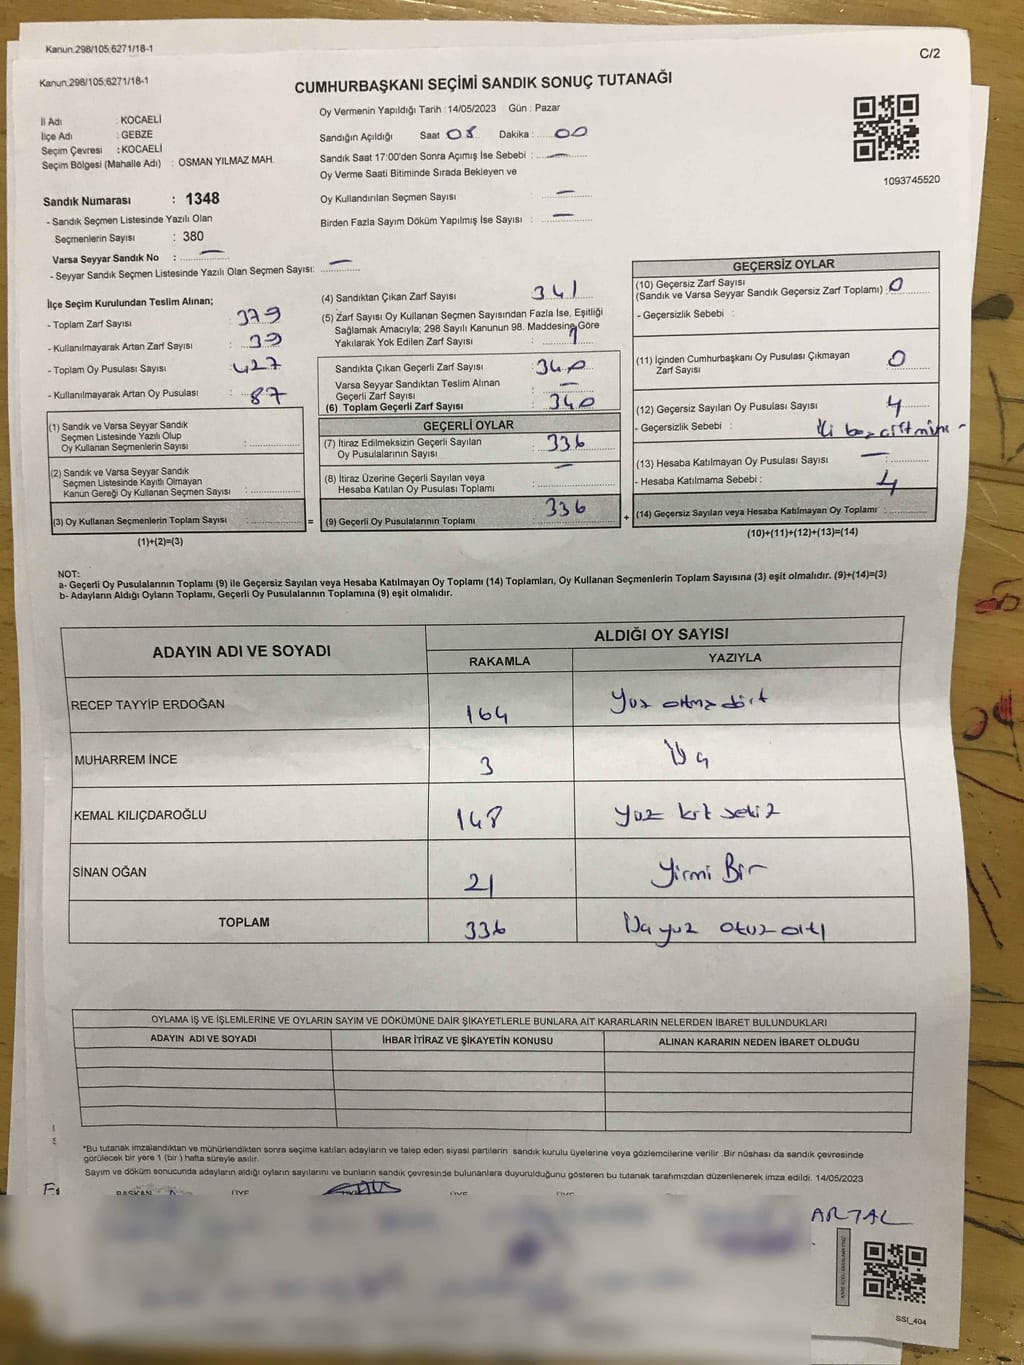 Kanun:298/105;6271/18-1
Kanun:298/105;6271/18-1
C/2
CUMHURBAŞKANI SEÇİMİ SANDIK SONUÇ TUTANAĞI
İl Adı : KOCAELİ
İlçe Adı : GEBZE
Seçim Çevresi : KOCAELİ
Seçim Bölgesi (Mahalle Adı) : OSMAN YILMAZ MAH.
Sandık Numarası : 1348
- Sandık Seçmen Listesinde Yazılı Olan
Seçmenlerin Sayısı : 380
Varsa Seyyar Sandık No : —
- Seyyar Sandık Seçmen Listesinde Yazılı Olan Seçmen Sayısı: —
Oy Vermenin Yapıldığı Tarih : 14/05/2023 Gün : Pazar
Sandığın Açıldığı Saat 08 Dakika : 00
Sandık Saat 17:00'den Sonra Açımış İse Sebebi : —
Oy Verme Saati Bitiminde Sırada Bekleyen ve
Oy Kullandırılan Seçmen Sayısı : —
Birden Fazla Sayım Döküm Yapılmış İse Sayısı : —
1093745520
İlçe Seçim Kurulundan Teslim Alınan;
- Toplam Zarf Sayısı : 379
- Kullanılmayarak Artan Zarf Sayısı : 39
- Toplam Oy Pusulası Sayısı : 427
- Kullanılmayarak Artan Oy Pusulası : 87
(1) Sandık ve Varsa Seyyar Sandık
Seçmen Listesinde Yazılı Olup
Oy Kullanan Seçmenlerin Sayısı :
(2) Sandık ve Varsa Seyyar Sandık
Seçmen Listesinde Kayıtlı Olmayan
Kanun Gereği Oy Kullanan Seçmen Sayısı :
(3) Oy Kullanan Seçmenlerin Toplam Sayısı :
(1)+(2)=(3)
=
(4) Sandıktan Çıkan Zarf Sayısı : 341
(5) Zarf Sayısı Oy Kullanan Seçmen Sayısından Fazla İse, Eşitliği
Sağlamak Amacıyla; 298 Sayılı Kanunun 98. Maddesine Göre
Yakılarak Yok Edilen Zarf Sayısı : 1
Sandıkta Çıkan Geçerli Zarf Sayısı : 340
Varsa Seyyar Sandıktan Teslim Alınan
Geçerli Zarf Sayısı : —
(6) Toplam Geçerli Zarf Sayısı : 340
GEÇERLİ OYLAR
(7) İtiraz Edilmeksizin Geçerli Sayılan
Oy Pusulalarının Sayısı : 336
(8) İtiraz Üzerine Geçerli Sayılan veya
Hesaba Katılan Oy Pusulası Toplamı : —
(9) Geçerli Oy Pusulalarının Toplamı : 336
+
GEÇERSİZ OYLAR
(10) Geçersiz Zarf Sayısı
(Sandık ve Varsa Seyyar Sandık Geçersiz Zarf Toplamı) : 0
- Geçersizlik Sebebi :
(11) İçinden Cumhurbaşkanı Oy Pusulası Çıkmayan
Zarf Sayısı : 0
(12) Geçersiz Sayılan Oy Pusulası Sayısı : 4
- Geçersizlik Sebebi :
(13) Hesaba Katılmayan Oy Pusulası Sayısı : —
- Hesaba Katılmama Sebebi :
(14) Geçersiz Sayılan veya Hesaba Katılmayan Oy Toplamı : 4
(10)+(11)+(12)+(13)=(14)
NOT:
a- Geçerli Oy Pusulalarının Toplamı (9) ile Geçersiz Sayılan veya Hesaba Katılmayan Oy Toplamı (14) Toplamları, Oy Kullanan Seçmenlerin Toplam Sayısına (3) eşit olmalıdır. (9)+(14)=(3)
b- Adayların Aldığı Oyların Toplamı, Geçerli Oy Pusulalarının Toplamına (9) eşit olmalıdır.
ADAYIN ADI VE SOYADI ALDIĞI OY SAYISI
RAKAMLA YAZIYLA
RECEP TAYYİP ERDOĞAN 164 Yüz altmış dört
MUHARREM İNCE 3 Üç
KEMAL KILIÇDAROĞLU 148 Yüz kırk sekiz
SİNAN OĞAN 21 Yirmi Bir
TOPLAM 336 Üçyüz otuz altı
OYLAMA İŞ VE İŞLEMLERİNE VE OYLARIN SAYIM VE DÖKÜMÜNE DAİR ŞİKAYETLERLE BUNLARA AİT KARARLARIN NELERDEN İBARET BULUNDUKLARI
ADAYIN ADI VE SOYADI İHBAR İTİRAZ VE ŞİKAYETİN KONUSU ALINAN KARARIN NEDEN İBARET OLDUĞU
*Bu tutanak imzalandıktan ve mühürlendikten sonra seçime katılan adayların ve talep eden siyasi partilerin sandık kurulu üyelerine veya gözlemcilerine verilir .Bir nüshası da sandık çevresinde
görülecek bir yere 1 (bir ) hafta süreyle asılır.
Sayım ve döküm sonucunda adayların aldığı oyların sayılarını ve bunların sandık çevresinde bulunanlara duyurulduğunu gösteren bu tutanak tarafımızdan düzenlenerek imza edildi. 14/05/2023
BAŞKAN ÜYE ÜYE ÜYE
ARTAL
SSI_404